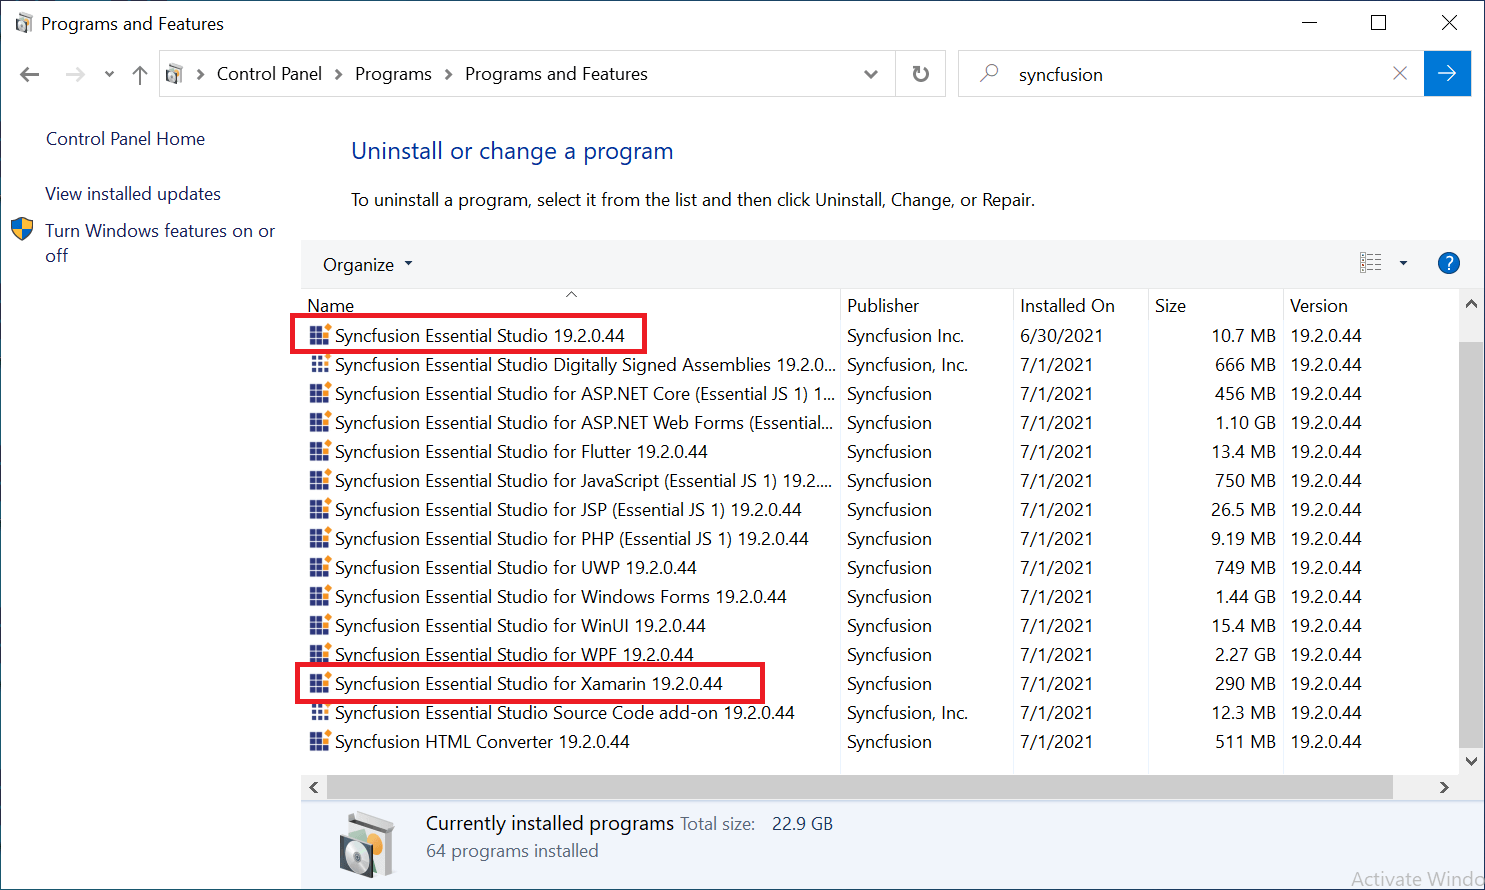 Programs and Features
Control Panel > Programs > Programs and Features
syncfusion
Control Panel Home
View installed updates
Turn Windows features on or
off
Uninstall or change a program
To uninstall a program, select it from the list and then click Uninstall, Change, or Repair.
Organize
?
Name Publisher Installed On Size Version
Syncfusion Essential Studio 19.2.0.44 Syncfusion Inc. 6/30/2021 10.7 MB 19.2.0.44
Syncfusion Essential Studio Digitally Signed Assemblies 19.2.0... Syncfusion, Inc. 7/1/2021 666 MB 19.2.0.44
Syncfusion Essential Studio for ASP.NET Core (Essential JS 1) 1... Syncfusion 7/1/2021 456 MB 19.2.0.44
Syncfusion Essential Studio for ASP.NET Web Forms (Essential... Syncfusion 7/1/2021 1.10 GB 19.2.0.44
Syncfusion Essential Studio for Flutter 19.2.0.44 Syncfusion 7/1/2021 13.4 MB 19.2.0.44
Syncfusion Essential Studio for JavaScript (Essential JS 1) 19.2.... Syncfusion 7/1/2021 750 MB 19.2.0.44
Syncfusion Essential Studio for JSP (Essential JS 1) 19.2.0.44 Syncfusion 7/1/2021 26.5 MB 19.2.0.44
Syncfusion Essential Studio for PHP (Essential JS 1) 19.2.0.44 Syncfusion 7/1/2021 9.19 MB 19.2.0.44
Syncfusion Essential Studio for UWP 19.2.0.44 Syncfusion 7/1/2021 749 MB 19.2.0.44
Syncfusion Essential Studio for Windows Forms 19.2.0.44 Syncfusion 7/1/2021 1.44 GB 19.2.0.44
Syncfusion Essential Studio for WinUI 19.2.0.44 Syncfusion 7/1/2021 15.4 MB 19.2.0.44
Syncfusion Essential Studio for WPF 19.2.0.44 Syncfusion 7/1/2021 2.27 GB 19.2.0.44
Syncfusion Essential Studio for Xamarin 19.2.0.44 Syncfusion 7/1/2021 290 MB 19.2.0.44
Syncfusion Essential Studio Source Code add-on 19.2.0.44 Syncfusion, Inc. 7/1/2021 12.3 MB 19.2.0.44
Syncfusion HTML Converter 19.2.0.44 Syncfusion 7/1/2021 511 MB 19.2.0.44
Currently installed programs Total size: 22.9 GB
64 programs installed
Activate Windo